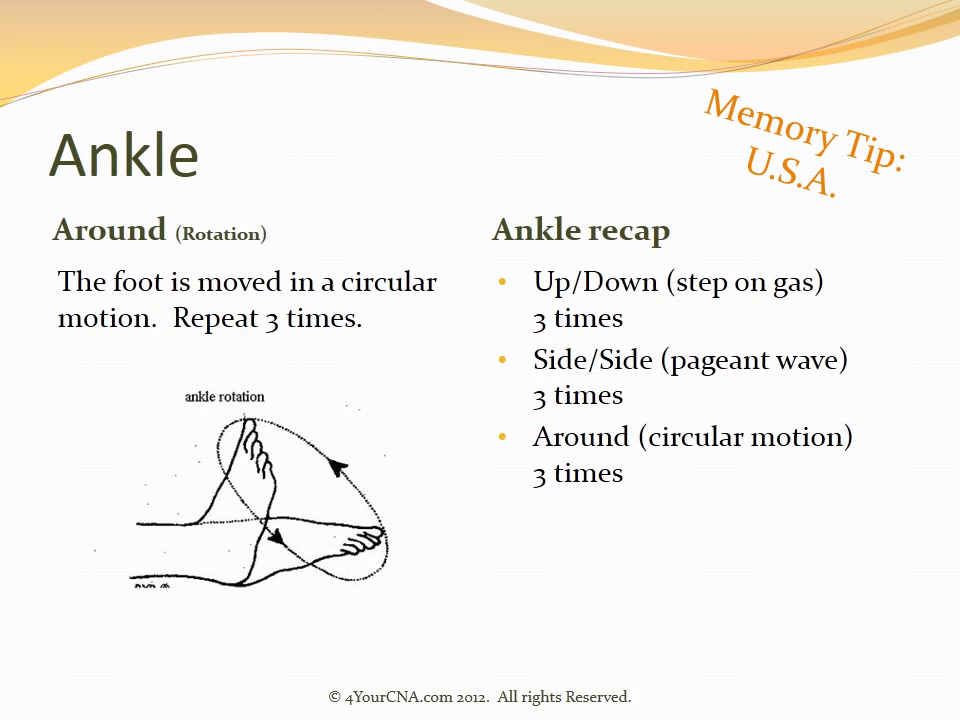 Ankle
Memory Tip:
U.S.A.
Around (Rotation)
The foot is moved in a circular
motion.  Repeat 3 times.
ankle rotation
Ankle recap
• Up/Down (step on gas)
3 times
• Side/Side (pageant wave)
3 times
• Around (circular motion)
3 times
© 4YourCNA.com 2012.  All rights Reserved.